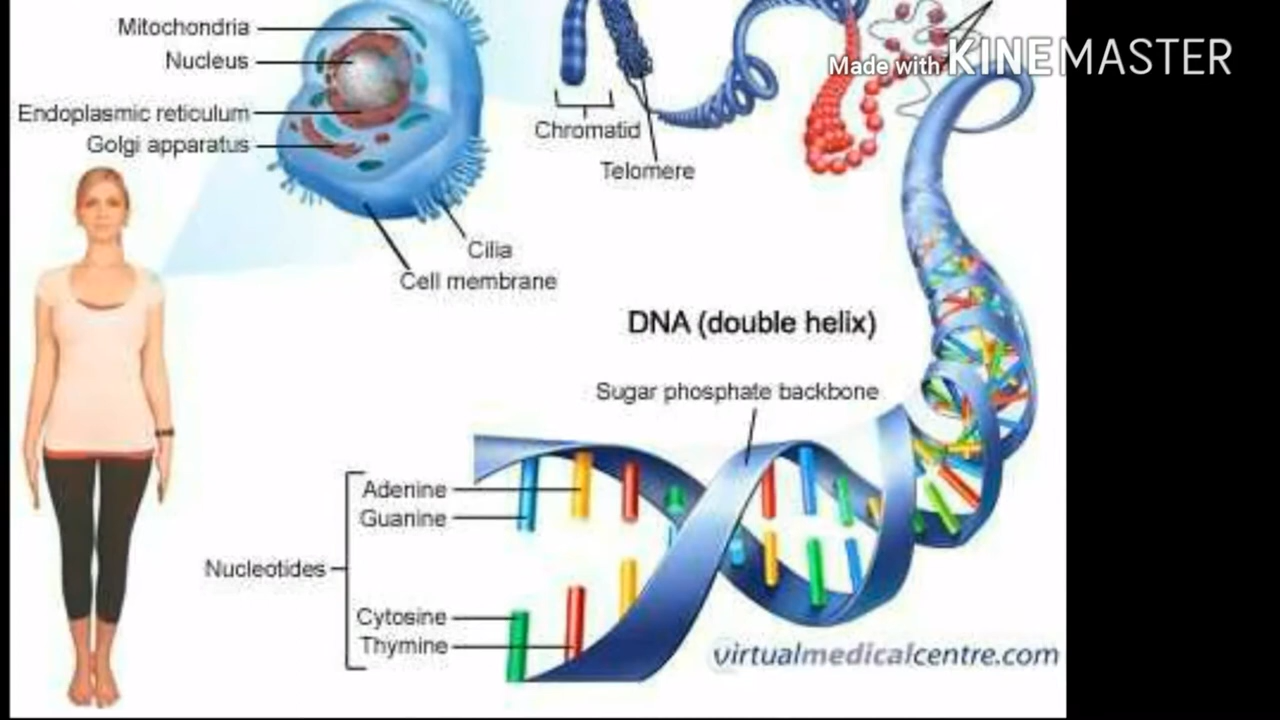 Mitochondria
Nucleus
Endoplasmic reticulum
Golgi apparatus
Cilia
Cell membrane
Chromatid
Telomere
Made with KINEMASTER
DNA (double helix)
Sugar phosphate backbone
Adenine
Guanine
Nucleotides
Cytosine
Thymine
virtualmedicalcentre.com